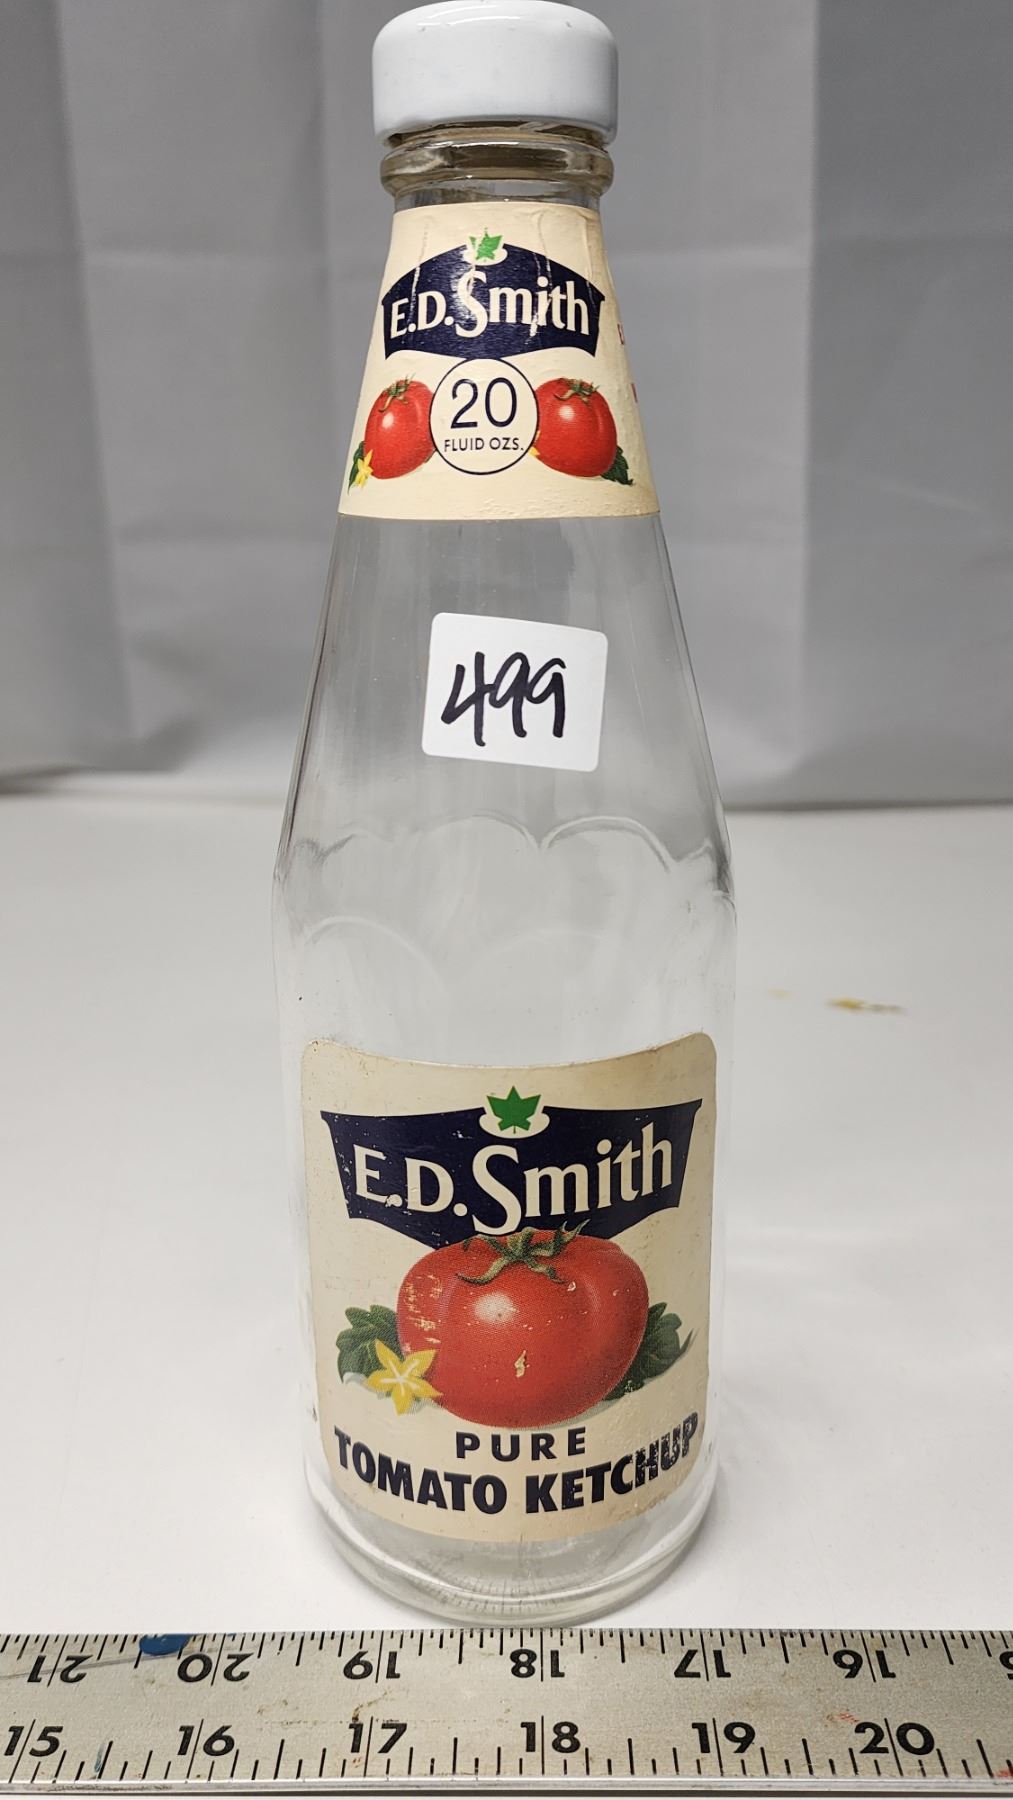 E.D. Smith
20
FLUID OZS.
499
E.D. Smith
PURE
TOMATO KETCHUP
21 20 19 18 17 16
15 16 17 18 19 20